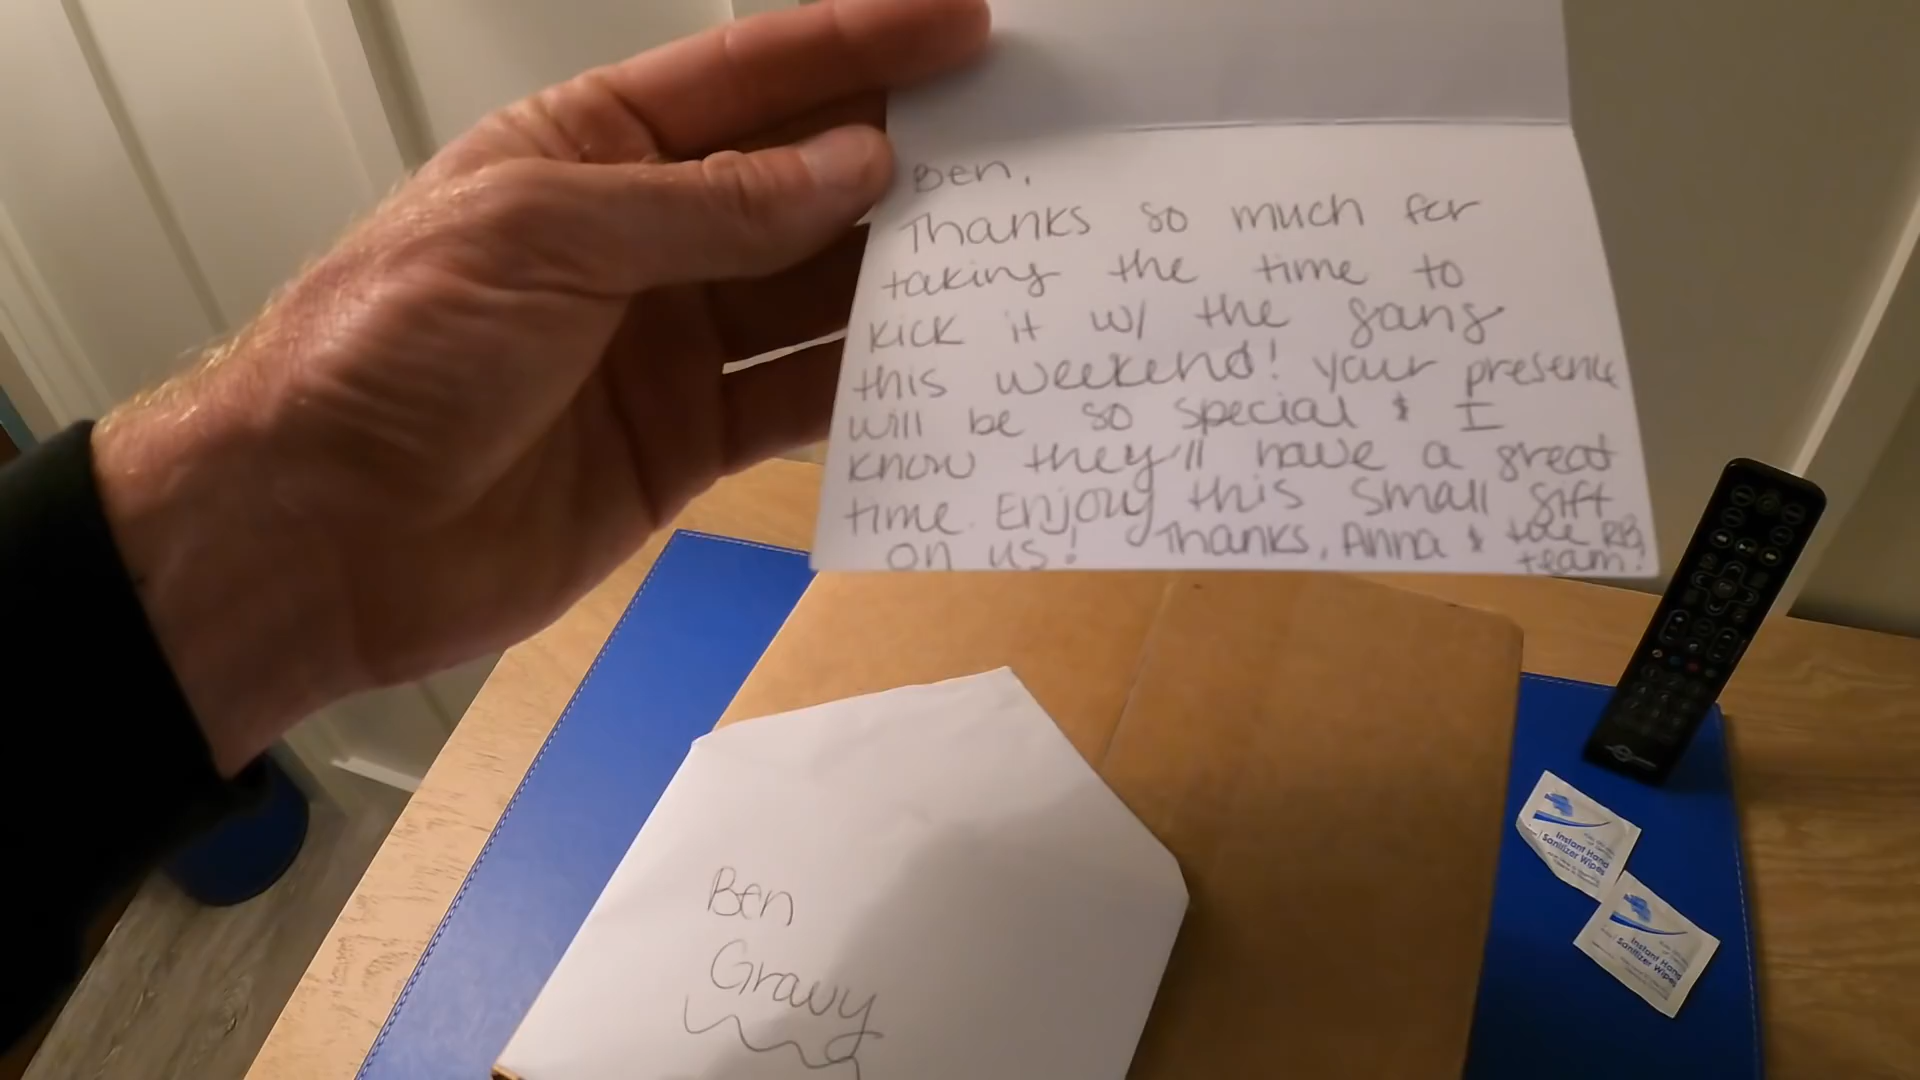 Ben,
Thanks so much for
taking the time to
kick it w/ the gang
this weekend! your presence
will be so special & I
know they'll have a great
time. Enjoy this small gift
on us! Thanks, Anna & the RB
team!
Ben
Gravy
Instant Hand
Sanitizer Wipes
Instant Hand
Sanitizer Wipes